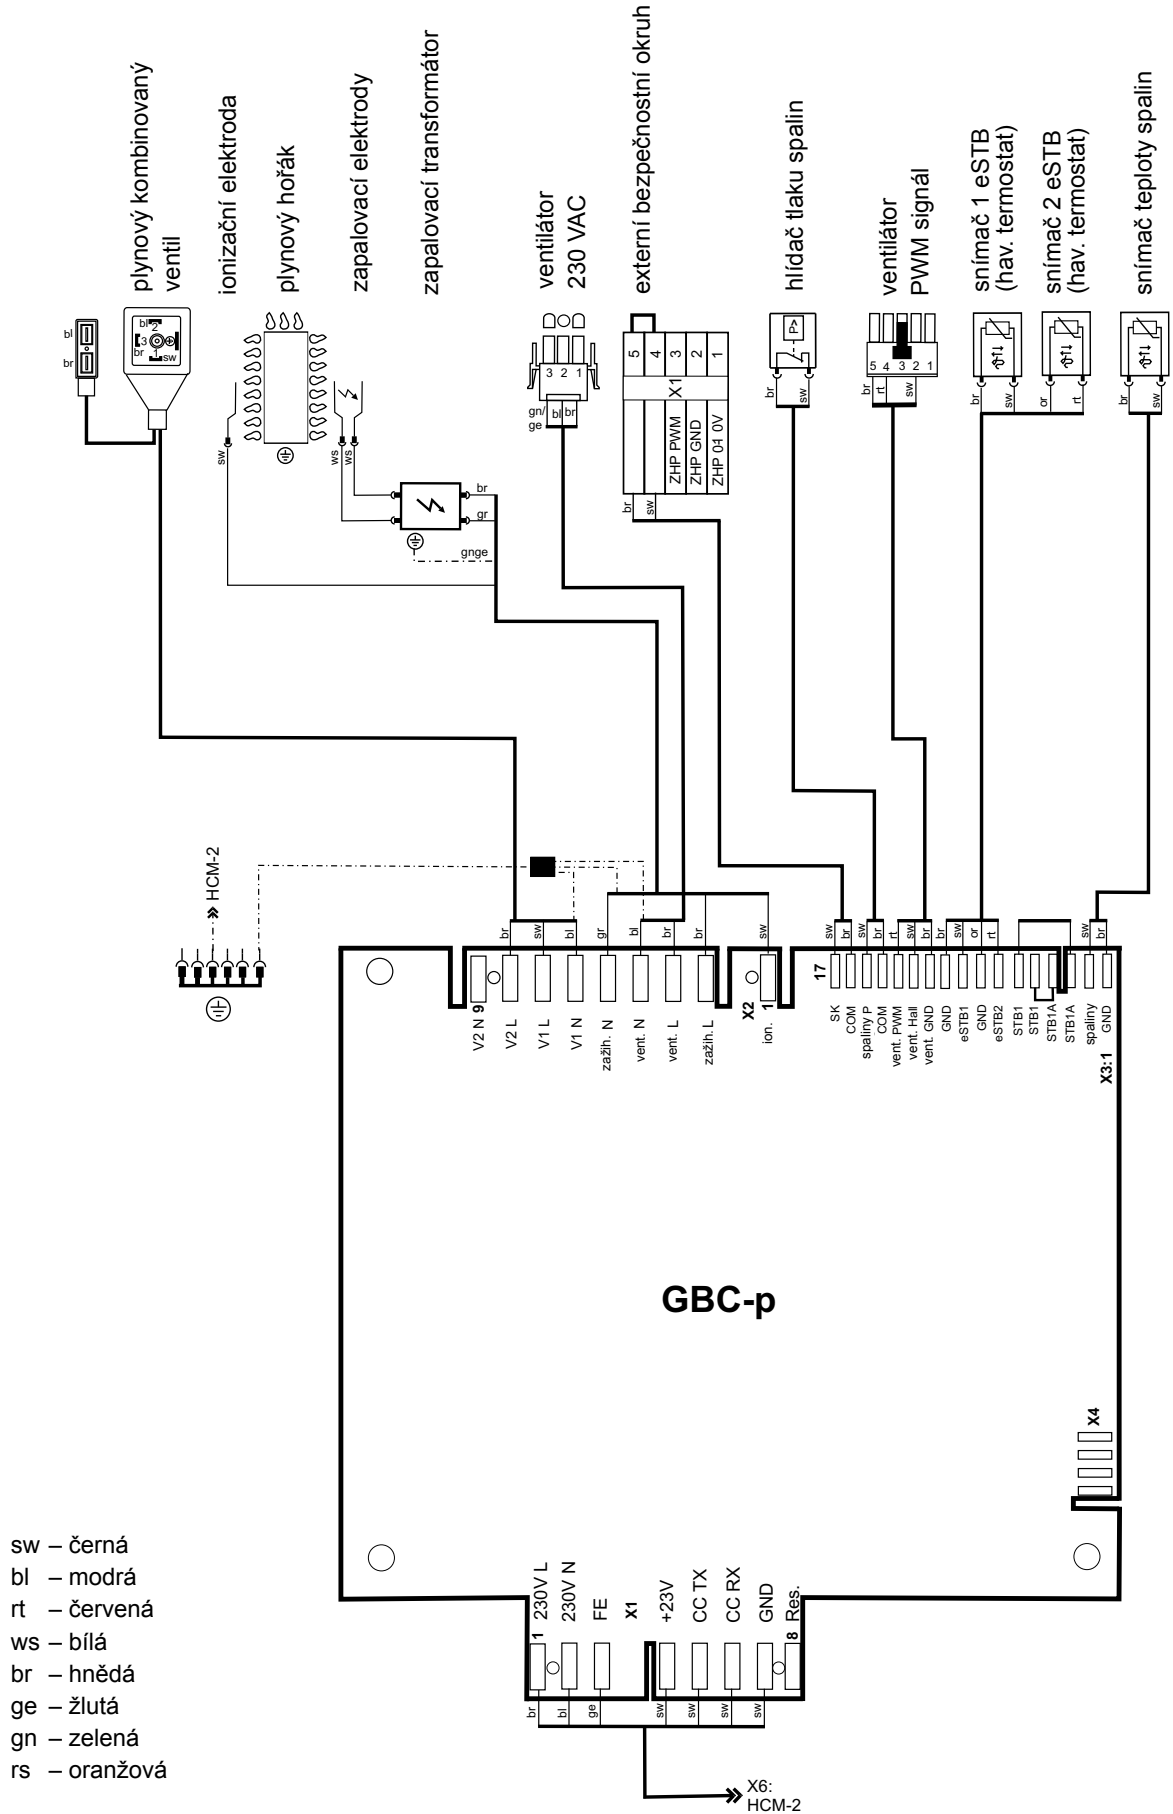 plynový kombinovaný
ventil
ionizační elektroda
plynový hořák
zapalovací elektrody
zapalovací transformátor
ventilátor
230 VAC
externí bezpečnostní okruh
hlídač tlaku spalin
ventilátor
PWM signál
snímač 1 eSTB
(hav. termostat)
snímač 2 eSTB
(hav. termostat)
snímač teploty spalin
bl
br
bl
2
3
br
1
sw
sw
ws
ws
br
gr
gnge
3 2 1
gn/
ge
bl
br
5
4
3
2
1
X1
ZHP PWM
ZHP GND
ZHP 04 0V
br
sw
P>
br
sw
5 4 3 2 1
br
rt
sw
ϑ
br
sw
ϑ
or
rt
ϑ
br
sw
HCM-2
br
sw
bl
gr
bl
br
br
sw
sw
br
sw
br
rt
sw
br
br
sw
or
rt
sw
br
V2 N 9
V2 L
V1 L
V1 N
zažih. N
vent. N
vent. L
zažih. L
X2
ion. 1
17
SK
COM
spaliny P
COM
vent. PWM
vent. Hall
vent. GND
GND
eSTB1
GND
eSTB2
STB1
STB1
STB1A
STB1A
spaliny
GND
X3:1
GBC-p
X4
1 230V L
230V N
FE
X1
+23V
CC TX
CC RX
GND
8 Res.
br
bl
ge
sw
sw
sw
sw
X6:
HCM-2
sw – černá
bl – modrá
rt – červená
ws – bílá
br – hnědá
ge – žlutá
gn – zelená
rs – oranžová